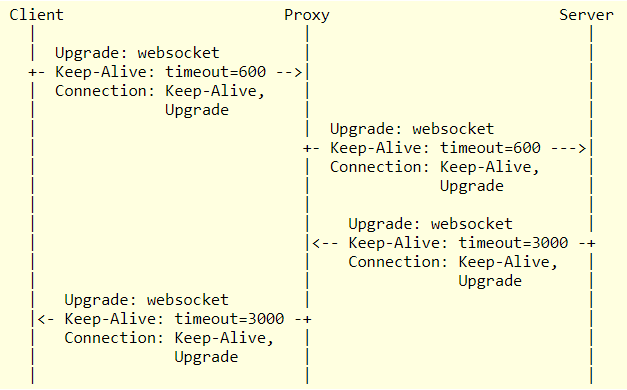 Client Proxy Server
| | |
| Upgrade: websocket | |
+- Keep-Alive: timeout=600 -->| |
| Connection: Keep-Alive, | |
| Upgrade | |
| | Upgrade: websocket |
| +- Keep-Alive: timeout=600 --->|
| | Connection: Keep-Alive, |
| | Upgrade |
| | |
| | Upgrade: websocket |
| |<-- Keep-Alive: timeout=3000 -+
| | Connection: Keep-Alive, |
| | Upgrade |
| Upgrade: websocket | |
|<- Keep-Alive: timeout=3000 -+ |
| Connection: Keep-Alive, | |
| Upgrade | |
| | |